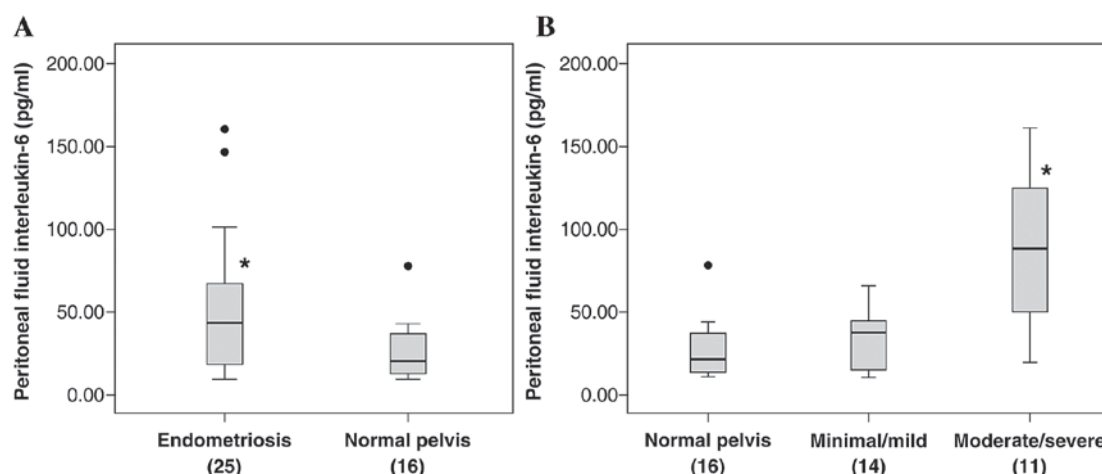 A
Peritoneal fluid interleukin-6 (pg/ml)
200.00
150.00
100.00
50.00
0.00
*
Endometriosis
(25)
Normal pelvis
(16)
B
Peritoneal fluid interleukin-6 (pg/ml)
200.00
150.00
100.00
50.00
0.00
*
Normal pelvis
(16)
Minimal/mild
(14)
Moderate/severe
(11)